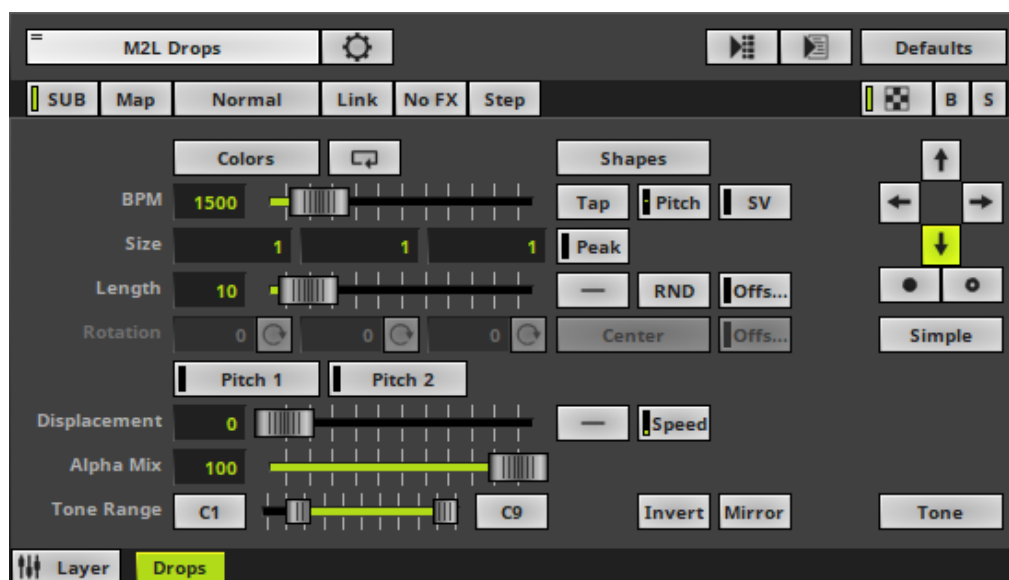 M2L Drops Defaults
SUB Map Normal Link No FX Step B S
Colors Shapes
BPM 1500 Tap Pitch SV
Size 1 1 1 Peak
Length 10 RND Offs...
Rotation 0 0 0 Center Offs...
Pitch 1 Pitch 2 Simple
Displacement 0 Speed
Alpha Mix 100
Tone Range C1 C9 Invert Mirror Tone
Layer Drops